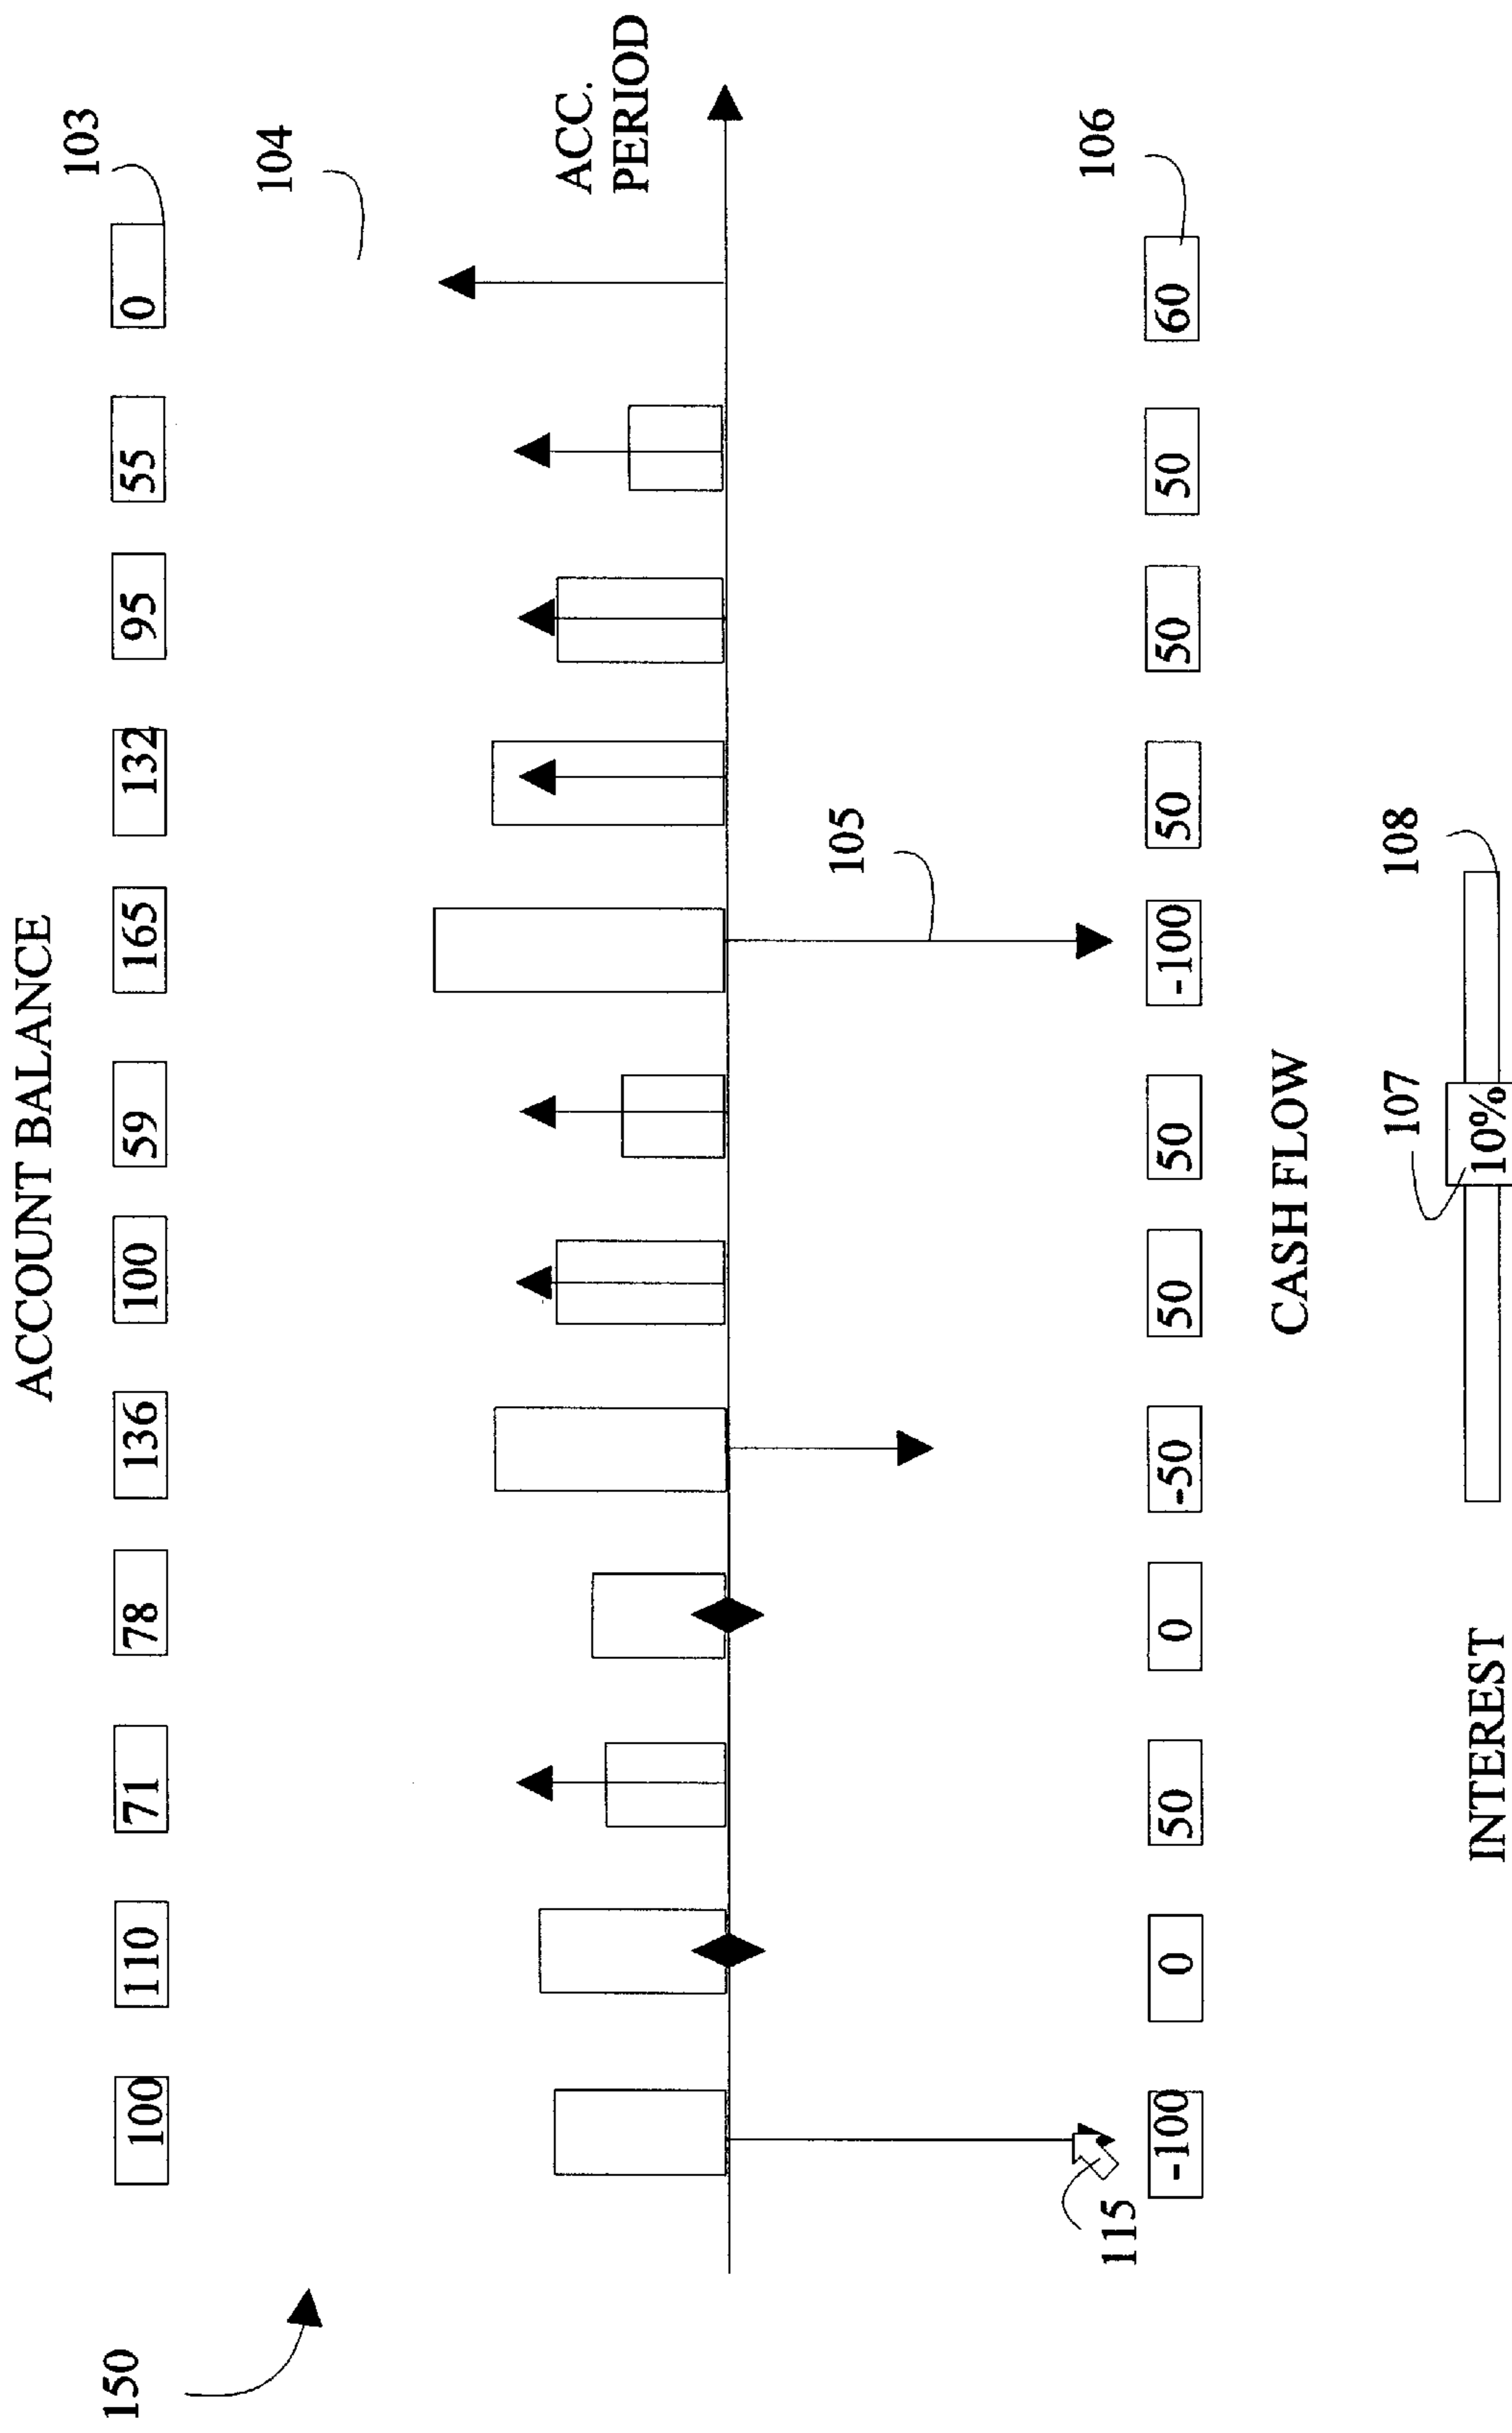 150
ACCOUNT BALANCE
100 110 71 78 136 100 59 165 132 95 55 0
103
104
ACC.
PERIOD
105
115
-100 0 50 0 -50 50 50 -100 50 50 50 60
106
CASH FLOW
107
108
INTEREST
10%